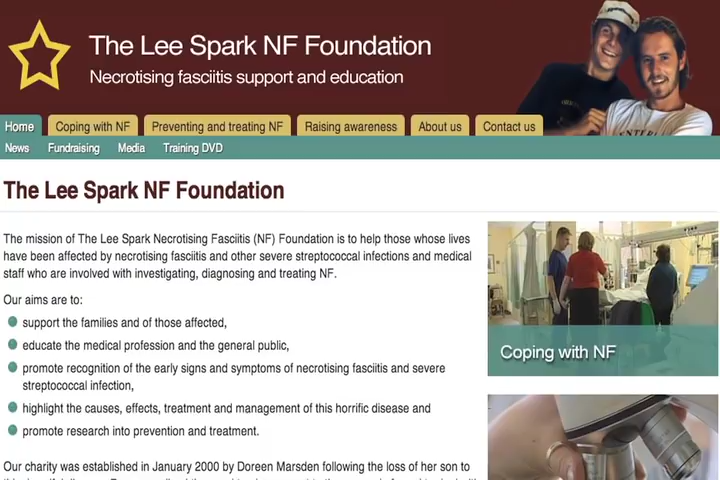 The Lee Spark NF Foundation
Necrotising fasciitis support and education
Home Coping with NF Preventing and treating NF Raising awareness About us Contact us
News Fundraising Media Training DVD
The Lee Spark NF Foundation
The mission of The Lee Spark Necrotising Fasciitis (NF) Foundation is to help those whose lives
have been affected by necrotising fasciitis and other severe streptococcal infections and medical
staff who are involved with investigating, diagnosing and treating NF.
Our aims are to:
support the families and of those affected,
educate the medical profession and the general public,
promote recognition of the early signs and symptoms of necrotising fasciitis and severe
streptococcal infection,
highlight the causes, effects, treatment and management of this horrific disease and
promote research into prevention and treatment.
Coping with NF
Our charity was established in January 2000 by Doreen Marsden following the loss of her son to